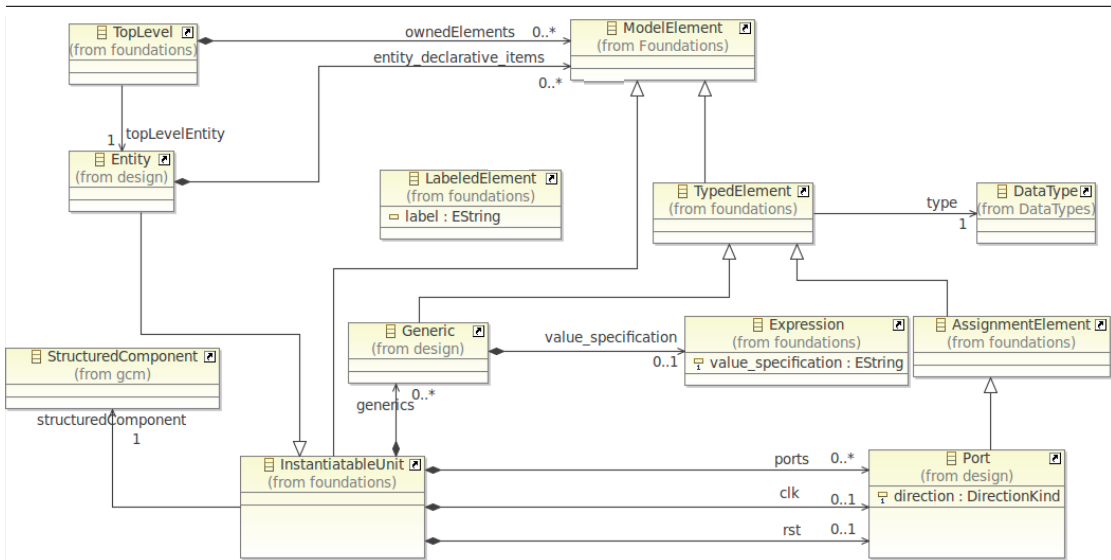 TopLevel
(from foundations)
ownedElements 0..*
ModelElement
(from Foundations)
entity_declarative_items
0..*
1 topLevelEntity
Entity
(from design)
LabeledElement
(from foundations)
label : EString
TypedElement
(from foundations)
type
1
DataType
(from DataTypes)
Generic
(from design)
value_specification
0..1
Expression
(from foundations)
value_specification : EString
AssignmentElement
(from foundations)
StructuredComponent
(from gcm)
structuredComponent
1
0..*
generics
InstantiatableUnit
(from foundations)
ports 0..*
clk
0..1
rst 0..1
Port
(from design)
direction : DirectionKind